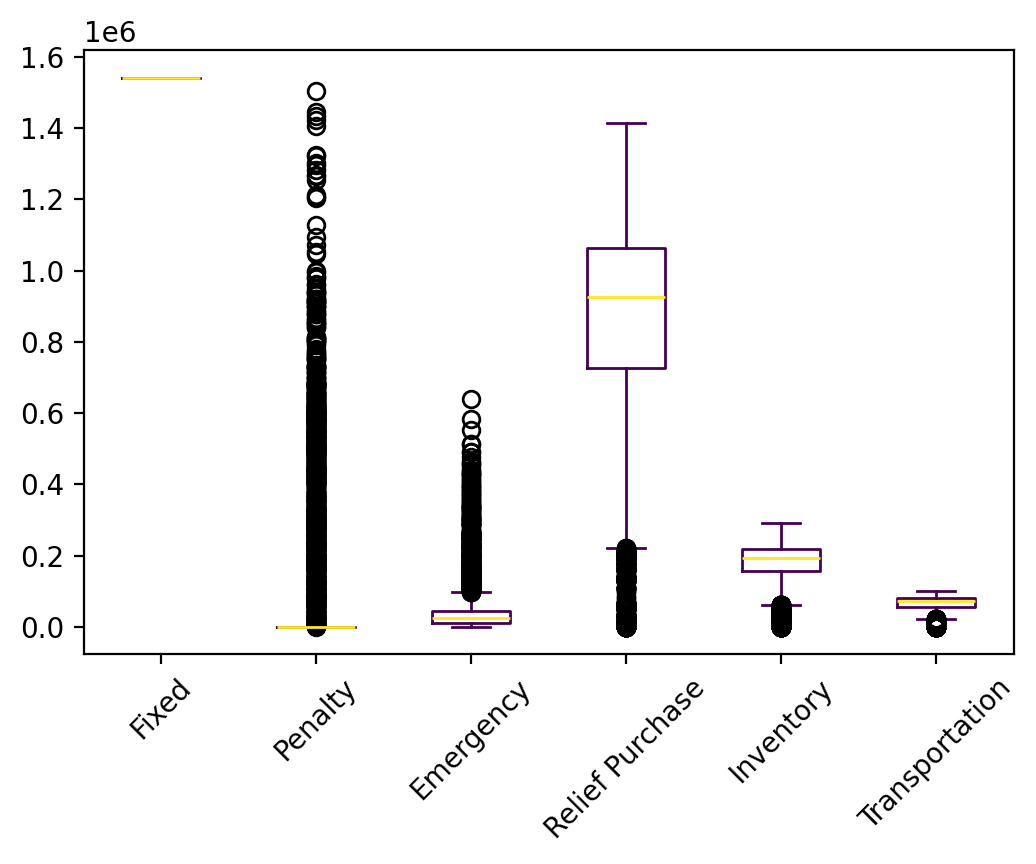 1e6
1.6
1.4
1.2
1.0
0.8
0.6
0.4
0.2
0.0
Fixed
Penalty
Emergency
Relief Purchase
Inventory
Transportation